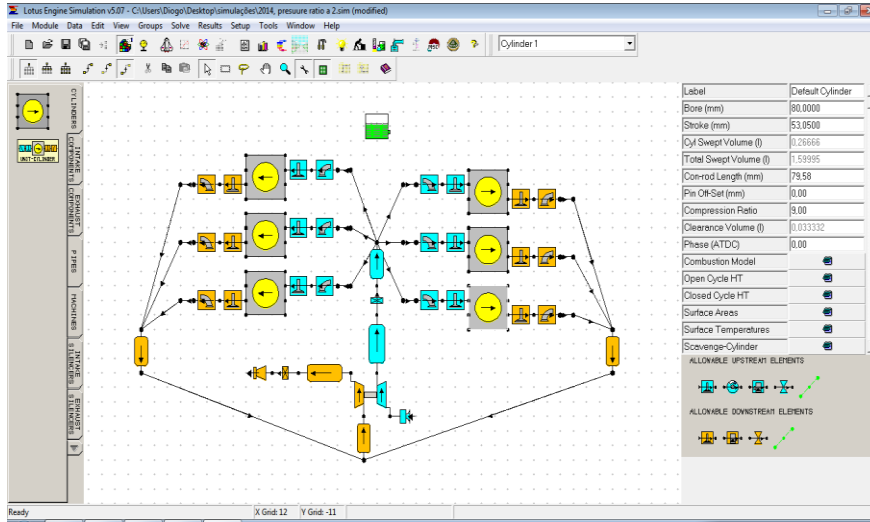 Lotus Engine Simulation v5.07 - C:\Users\Diogo\Desktop\simulações\2014, presuure ratio a 2.sim (modified)
File Module Data Edit View Groups Solve Results Setup Tools Window Help
Cylinder 1
CYLINDERS
UNIT-CYLINDER
INTAKE COMPONENTS
EXHAUST COMPONENTS
PIPES
MACHINES
INTAKE SILENCERS
EXHAUST SILENCERS
Label Default Cylinder
Bore (mm) 80,0000
Stroke (mm) 53,0500
Cyl Swept Volume (l) 0.26666
Total Swept Volume (l) 1.59995
Con-rod Length (mm) 79,58
Pin Off-Set (mm) 0,00
Compression Ratio 9.00
Clearance Volume (l) 0.033332
Phase (ATDC) 0,00
Combustion Model
Open Cycle HT
Closed Cycle HT
Surface Areas
Surface Temperatures
Scavenge-Cylinder
ALLOWABLE UPSTREAM ELEMENTS
ALLOWABLE DOWNSTREAM ELEMENTS
Ready X Grid: 12 Y Grid: -11